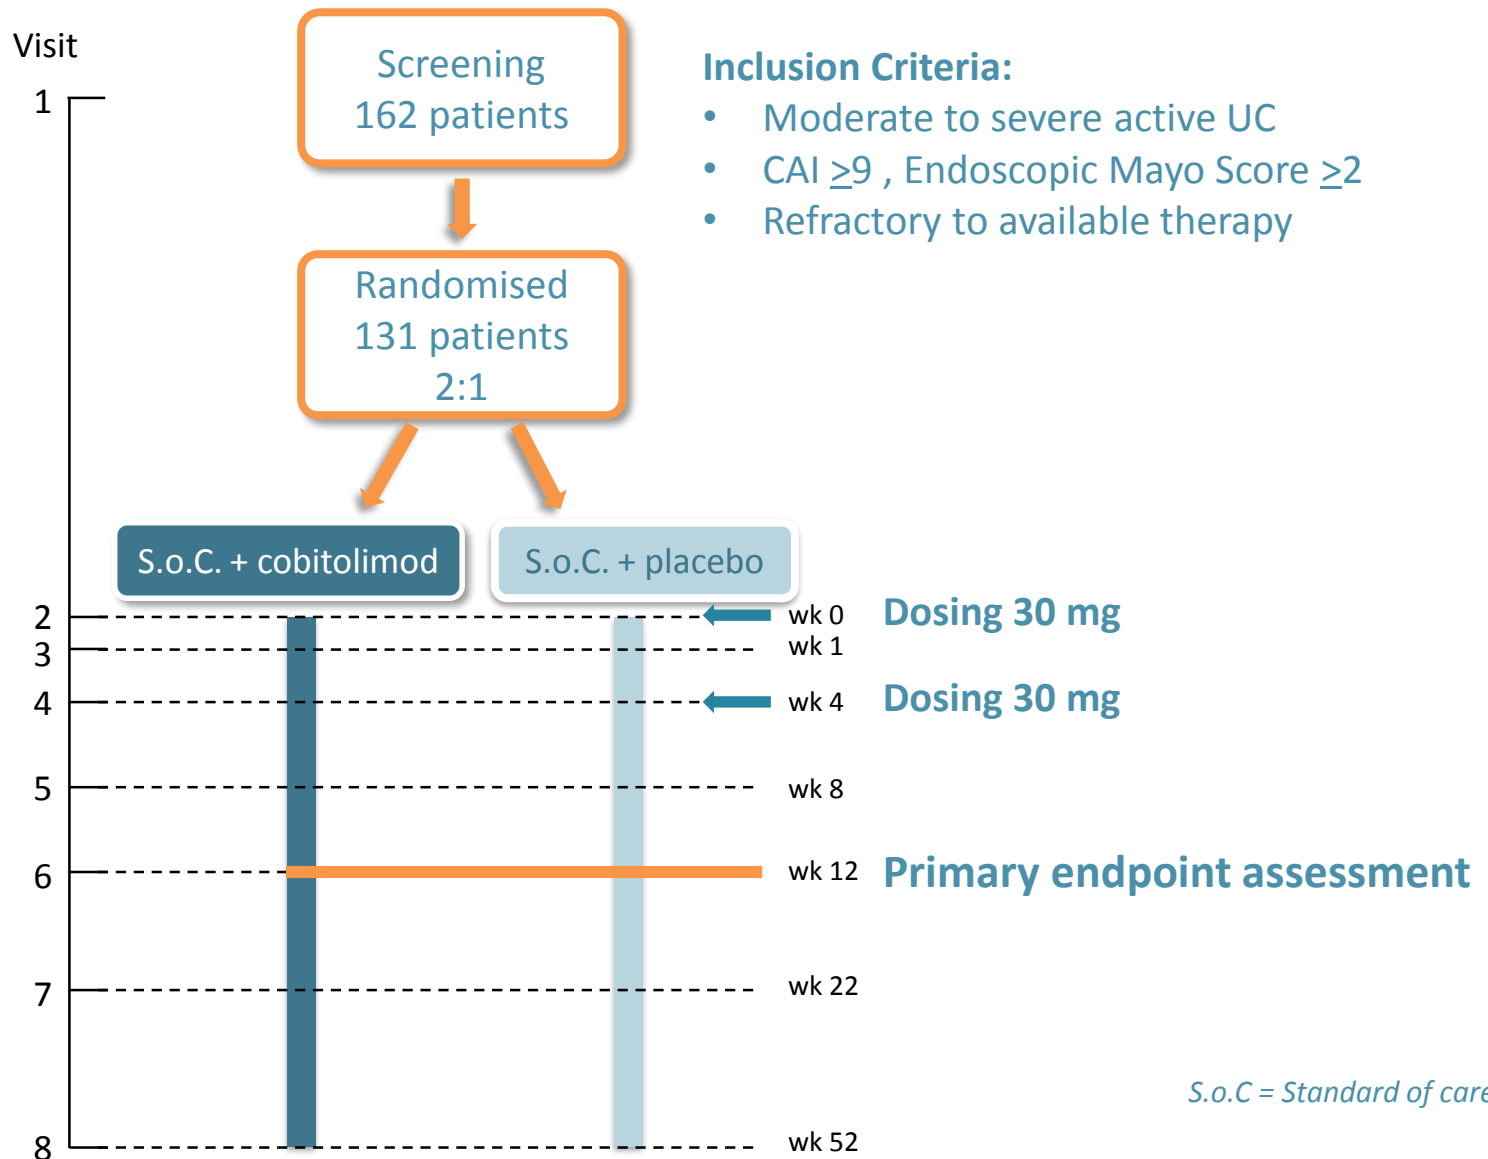 Visit
1
Screening
162 patients
Inclusion Criteria:
• Moderate to severe active UC
• CAI ≥9 , Endoscopic Mayo Score ≥2
• Refractory to available therapy
Randomised
131 patients
2:1
S.o.C. + cobitolimod
S.o.C. + placebo
2
wk 0
Dosing 30 mg
3
wk 1
4
wk 4
Dosing 30 mg
5
wk 8
6
wk 12
Primary endpoint assessment
7
wk 22
S.o.C = Standard of care
8
wk 52